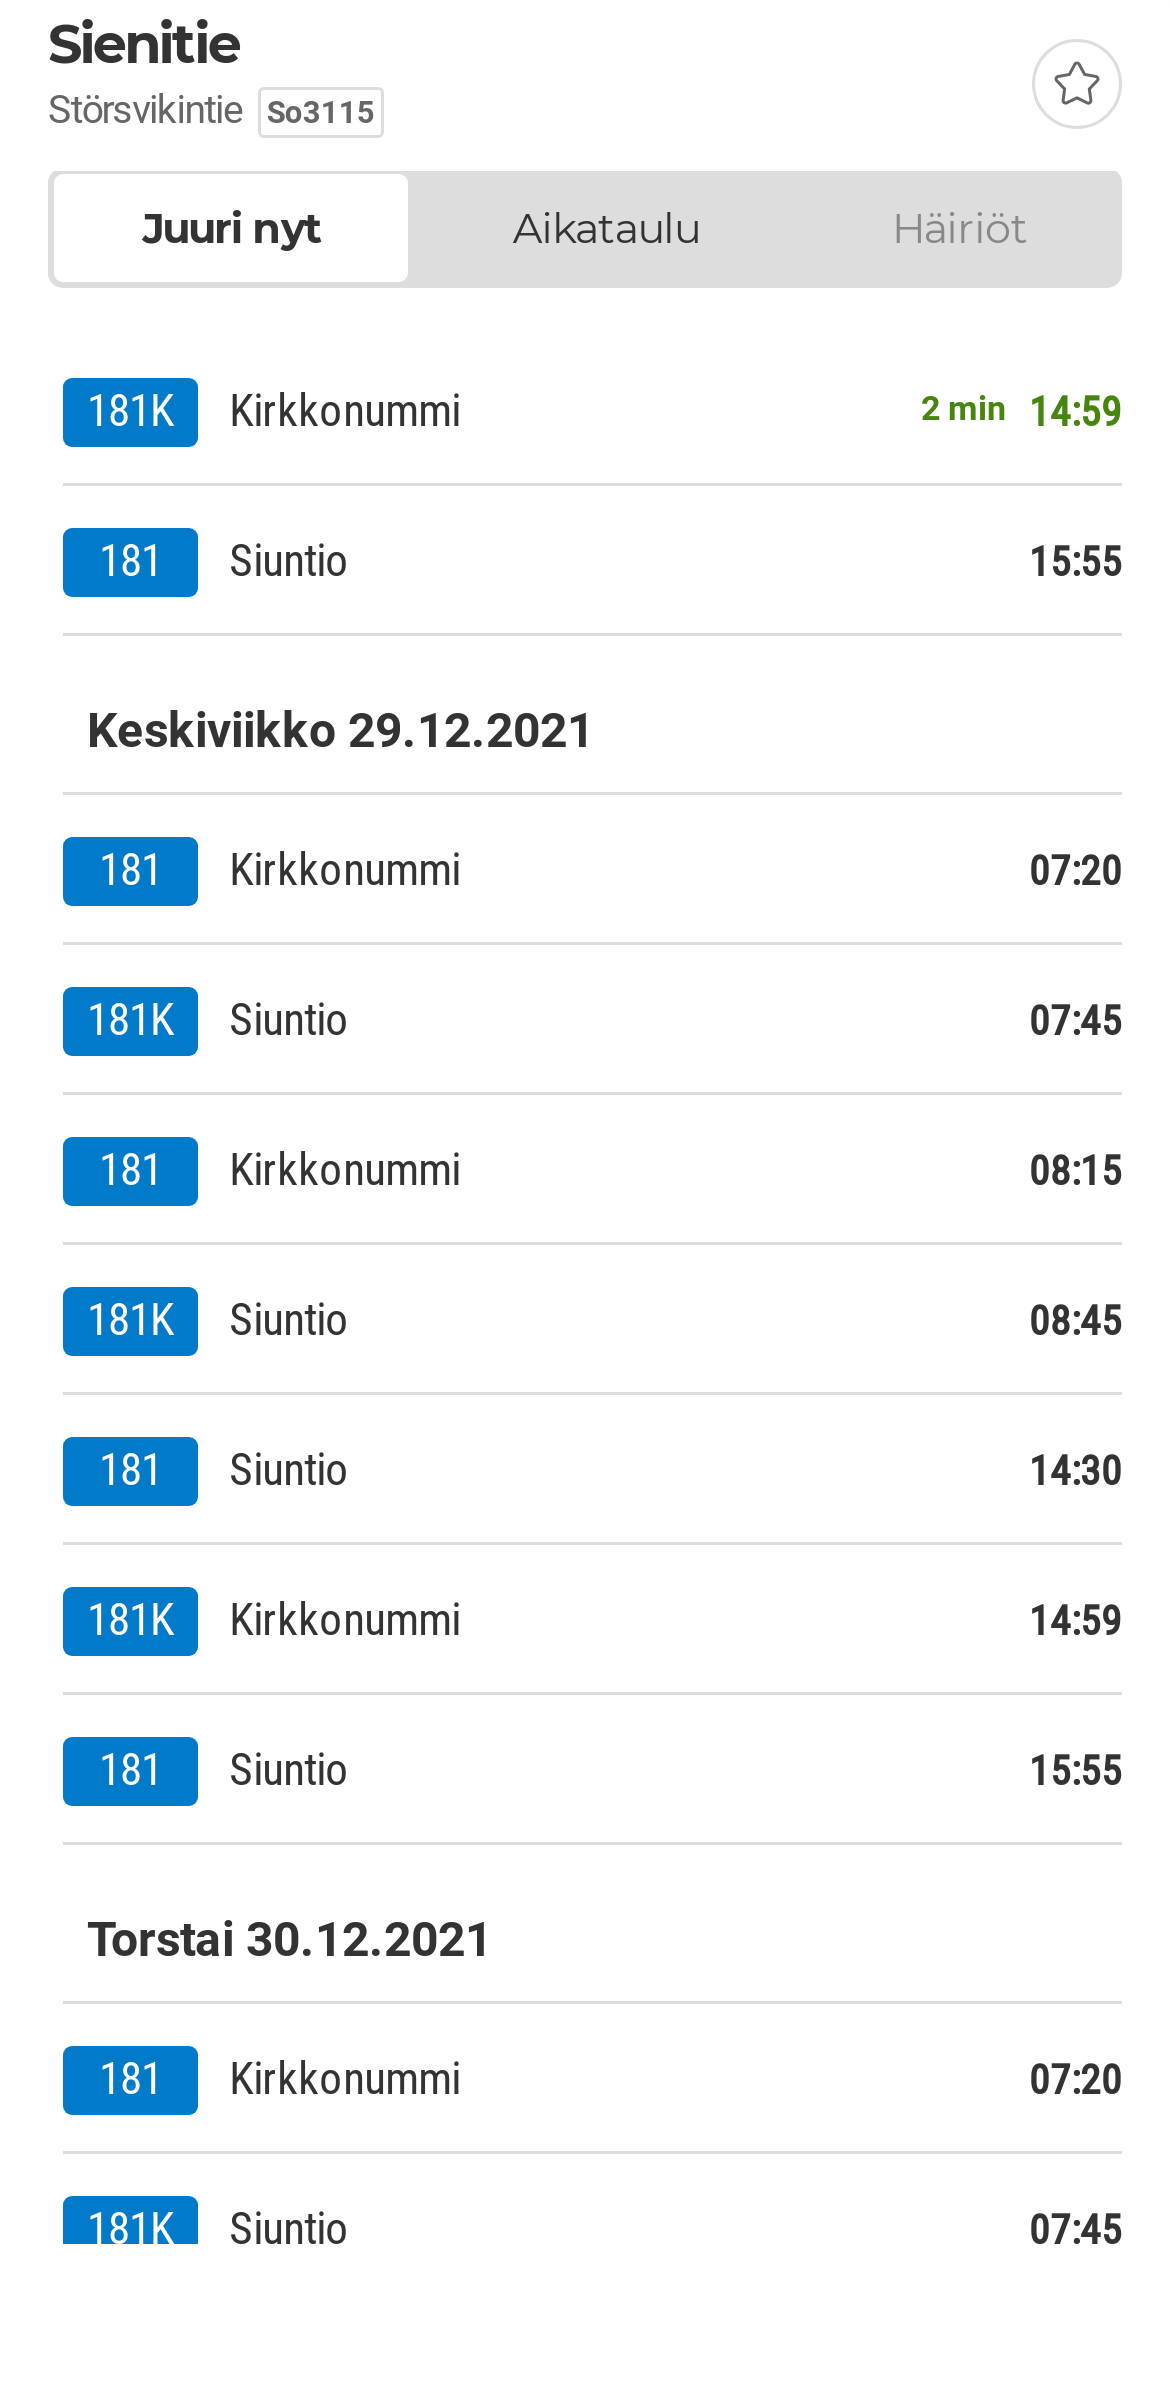 Sienitie
Störsvikintie So3115
Juuri nyt Aikataulu Häiriöt
181K Kirkkonummi 2 min 14:59
181 Siuntio 15:55
Keskiviikko 29.12.2021
181 Kirkkonummi 07:20
181K Siuntio 07:45
181 Kirkkonummi 08:15
181K Siuntio 08:45
181 Siuntio 14:30
181K Kirkkonummi 14:59
181 Siuntio 15:55
Torstai 30.12.2021
181 Kirkkonummi 07:20
181K Siuntio 07:45